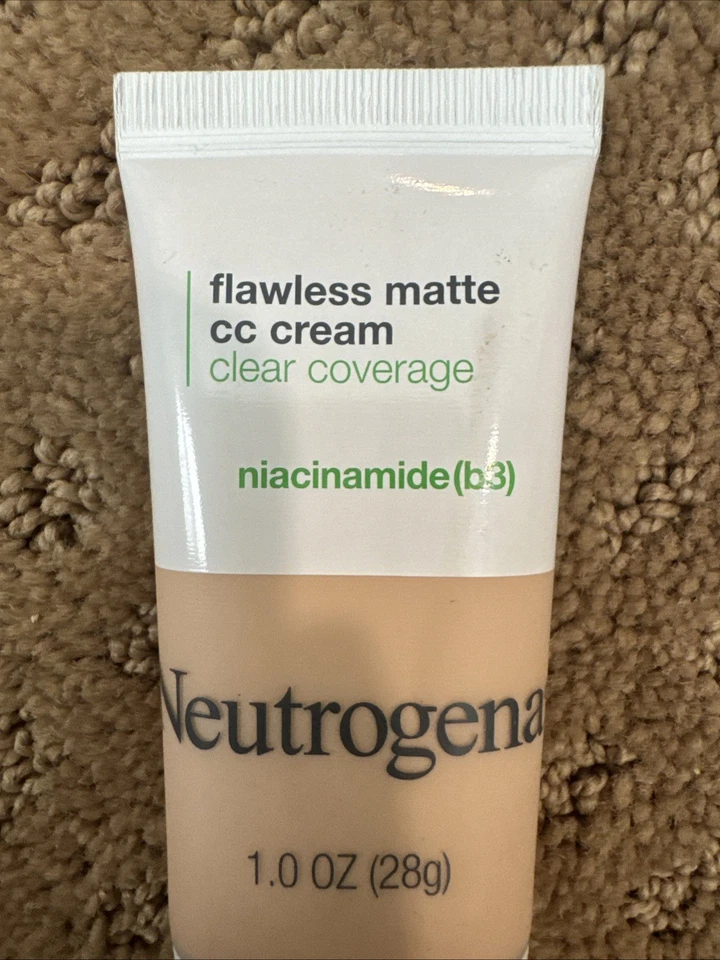 flawless matte
cc cream
clear coverage
niacinamide(b3)
Neutrogena
1.0 OZ (28g)